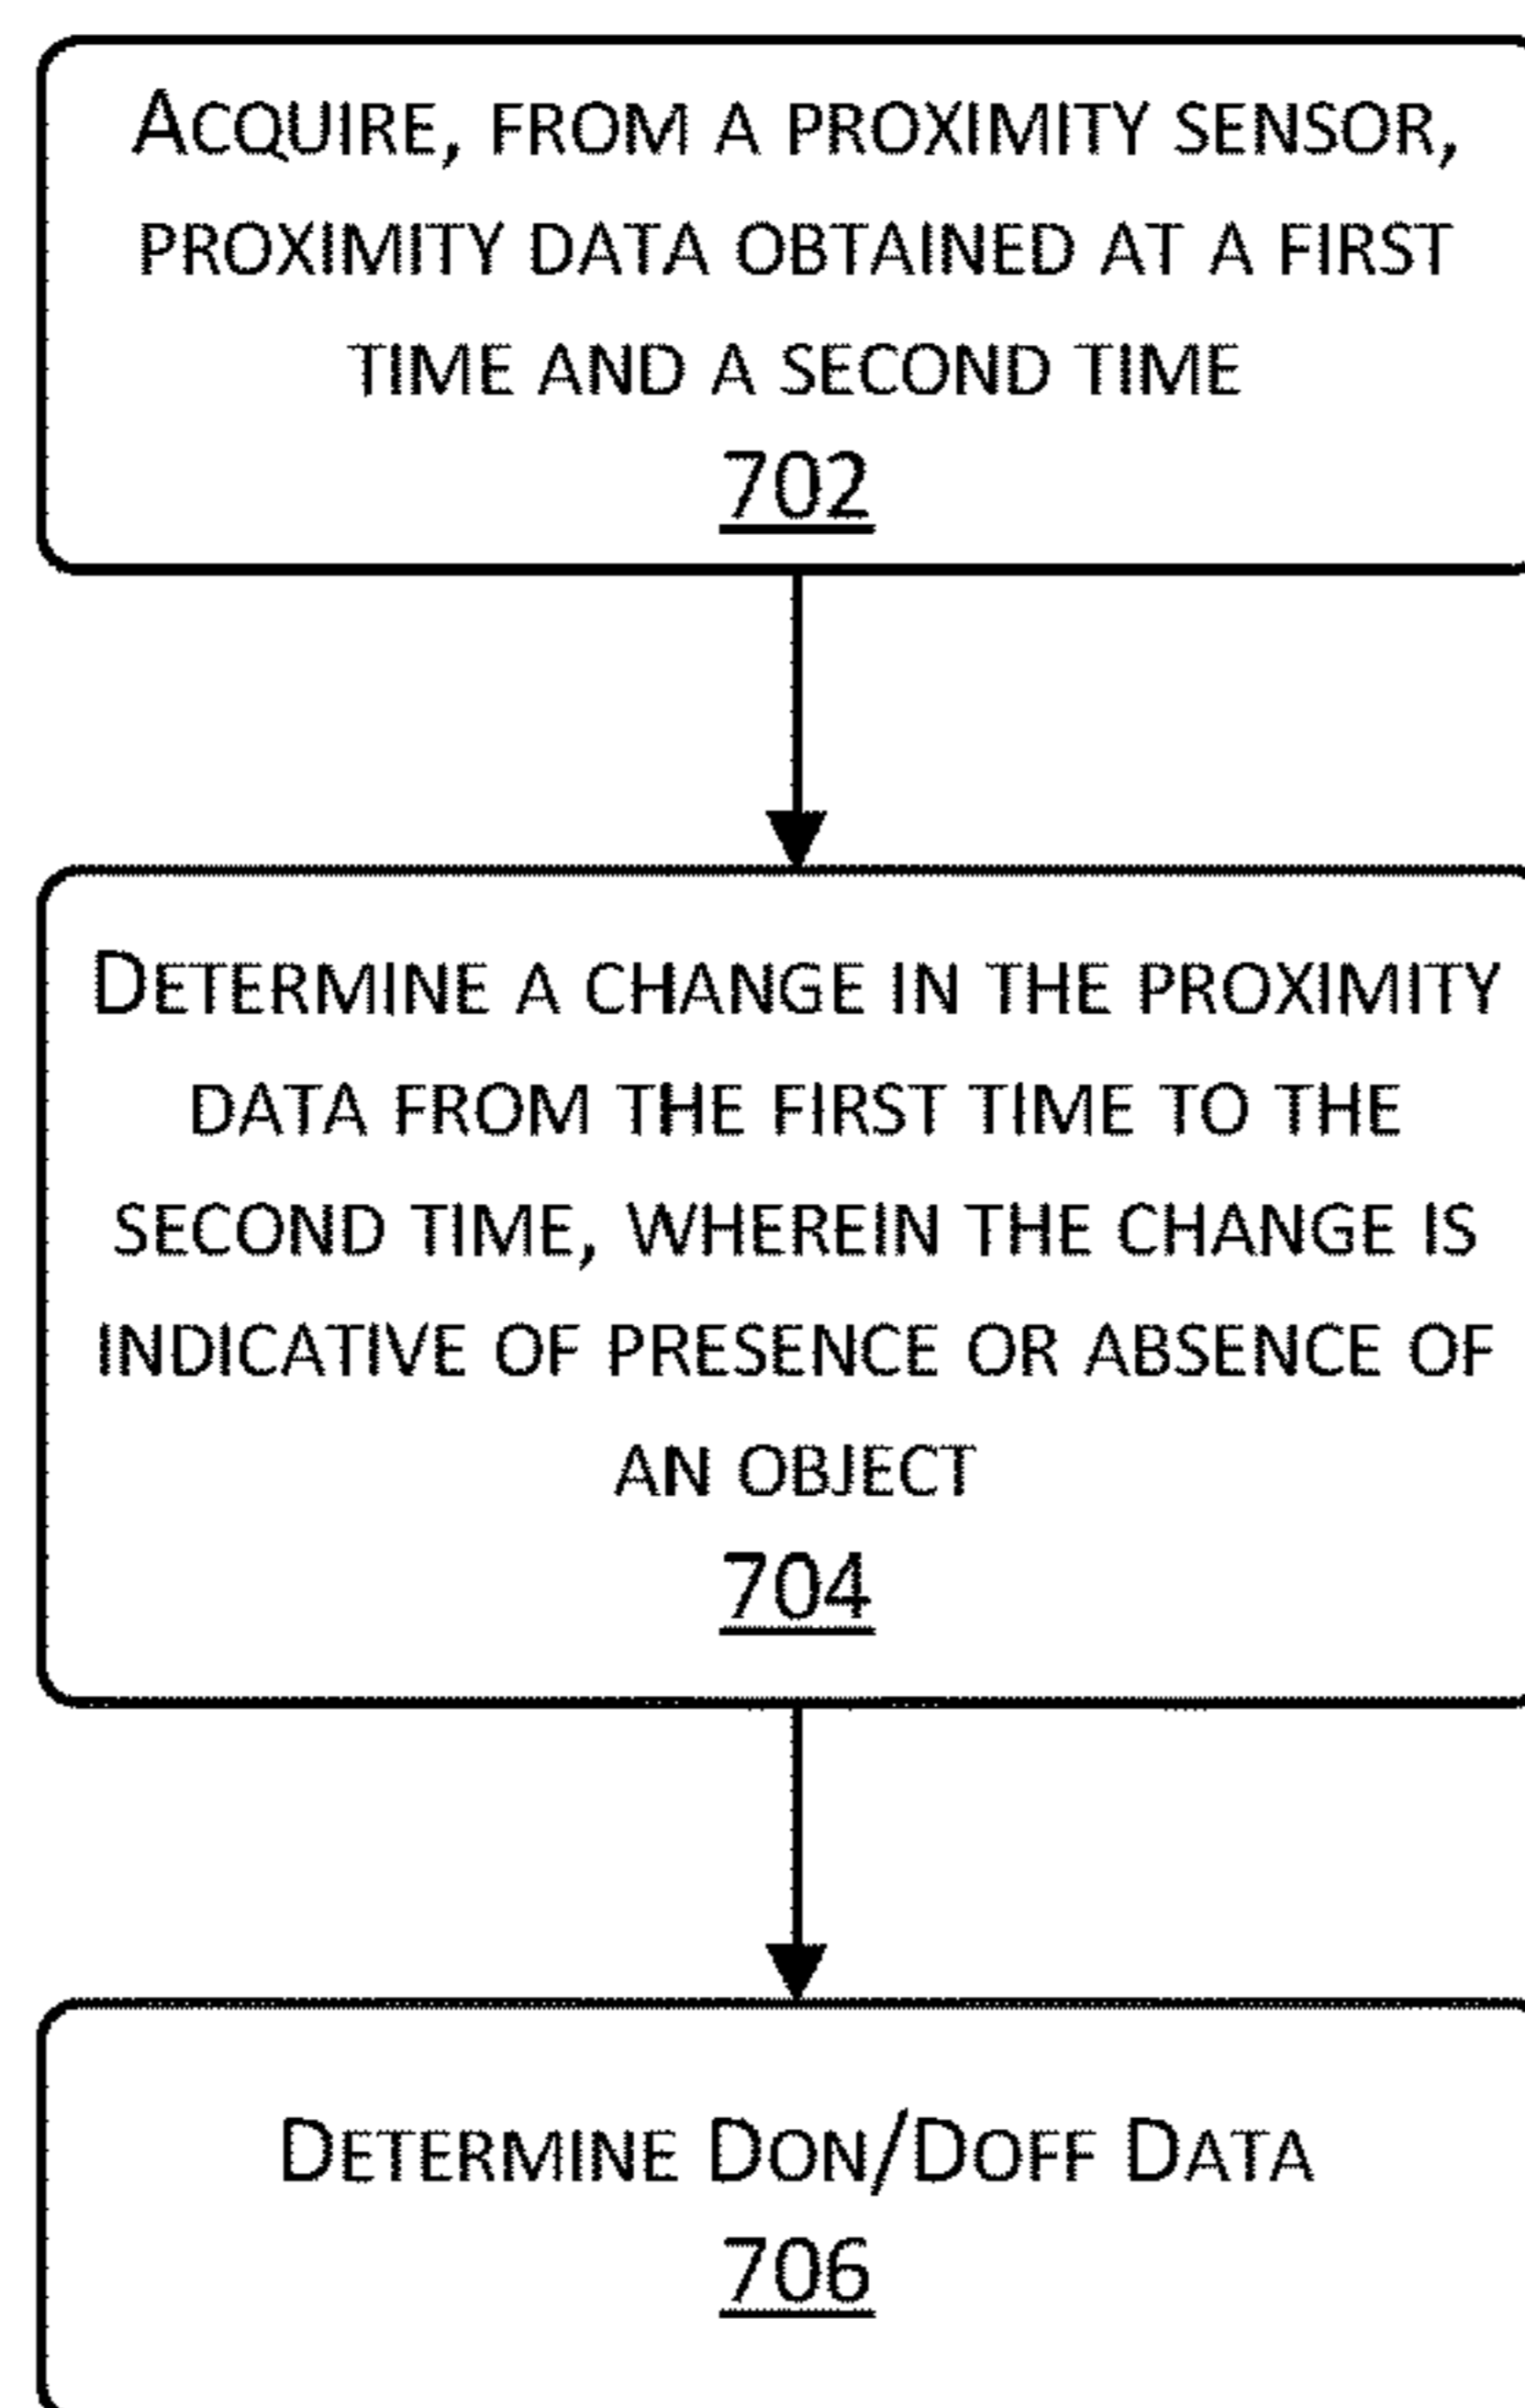 ACQUIRE, FROM A PROXIMITY SENSOR,
PROXIMITY DATA OBTAINED AT A FIRST
TIME AND A SECOND TIME
702
DETERMINE A CHANGE IN THE PROXIMITY
DATA FROM THE FIRST TIME TO THE
SECOND TIME, WHEREIN THE CHANGE IS
INDICATIVE OF PRESENCE OR ABSENCE OF
AN OBJECT
704
DETERMINE DON/DOFF DATA
706